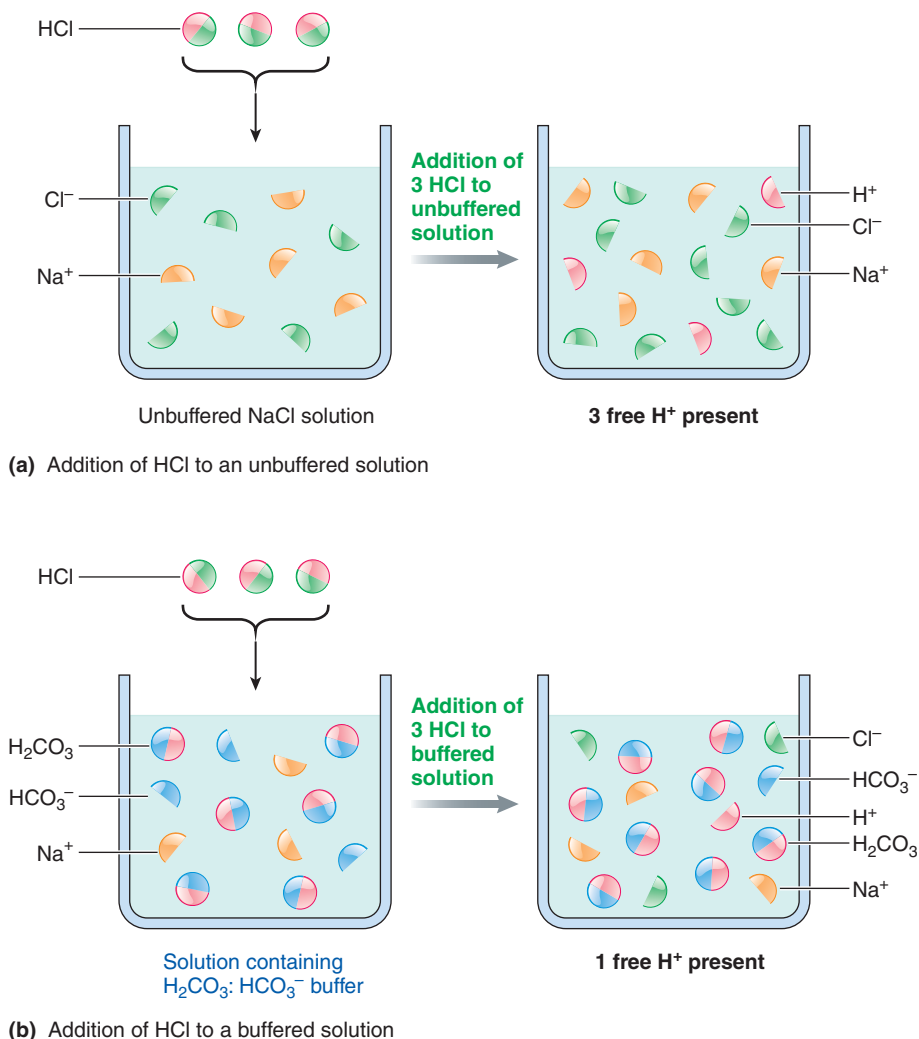 HCl
Cl⁻
Na⁺
Addition of
3 HCl to
unbuffered
solution
H⁺
Cl⁻
Na⁺
Unbuffered NaCl solution
3 free H⁺ present
(a) Addition of HCl to an unbuffered solution
HCl
H₂CO₃
HCO₃⁻
Na⁺
Addition of
3 HCl to
buffered
solution
Cl⁻
HCO₃⁻
H⁺
H₂CO₃
Na⁺
Solution containing
H₂CO₃: HCO₃⁻ buffer
1 free H⁺ present
(b) Addition of HCl to a buffered solution